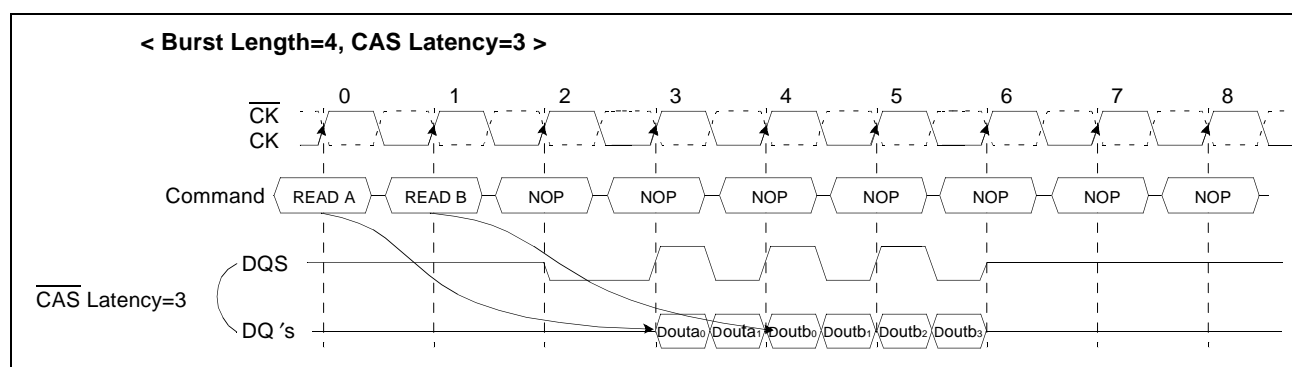 < Burst Length=4, CAS Latency=3 >
0 1 2 3 4 5 6 7 8
CK
CK
Command READ A READ B NOP NOP NOP NOP NOP NOP NOP
DQS
CAS Latency=3
DQ 's Douta0 Douta1 Doutb0 Doutb1 Doutb2 Doutb3